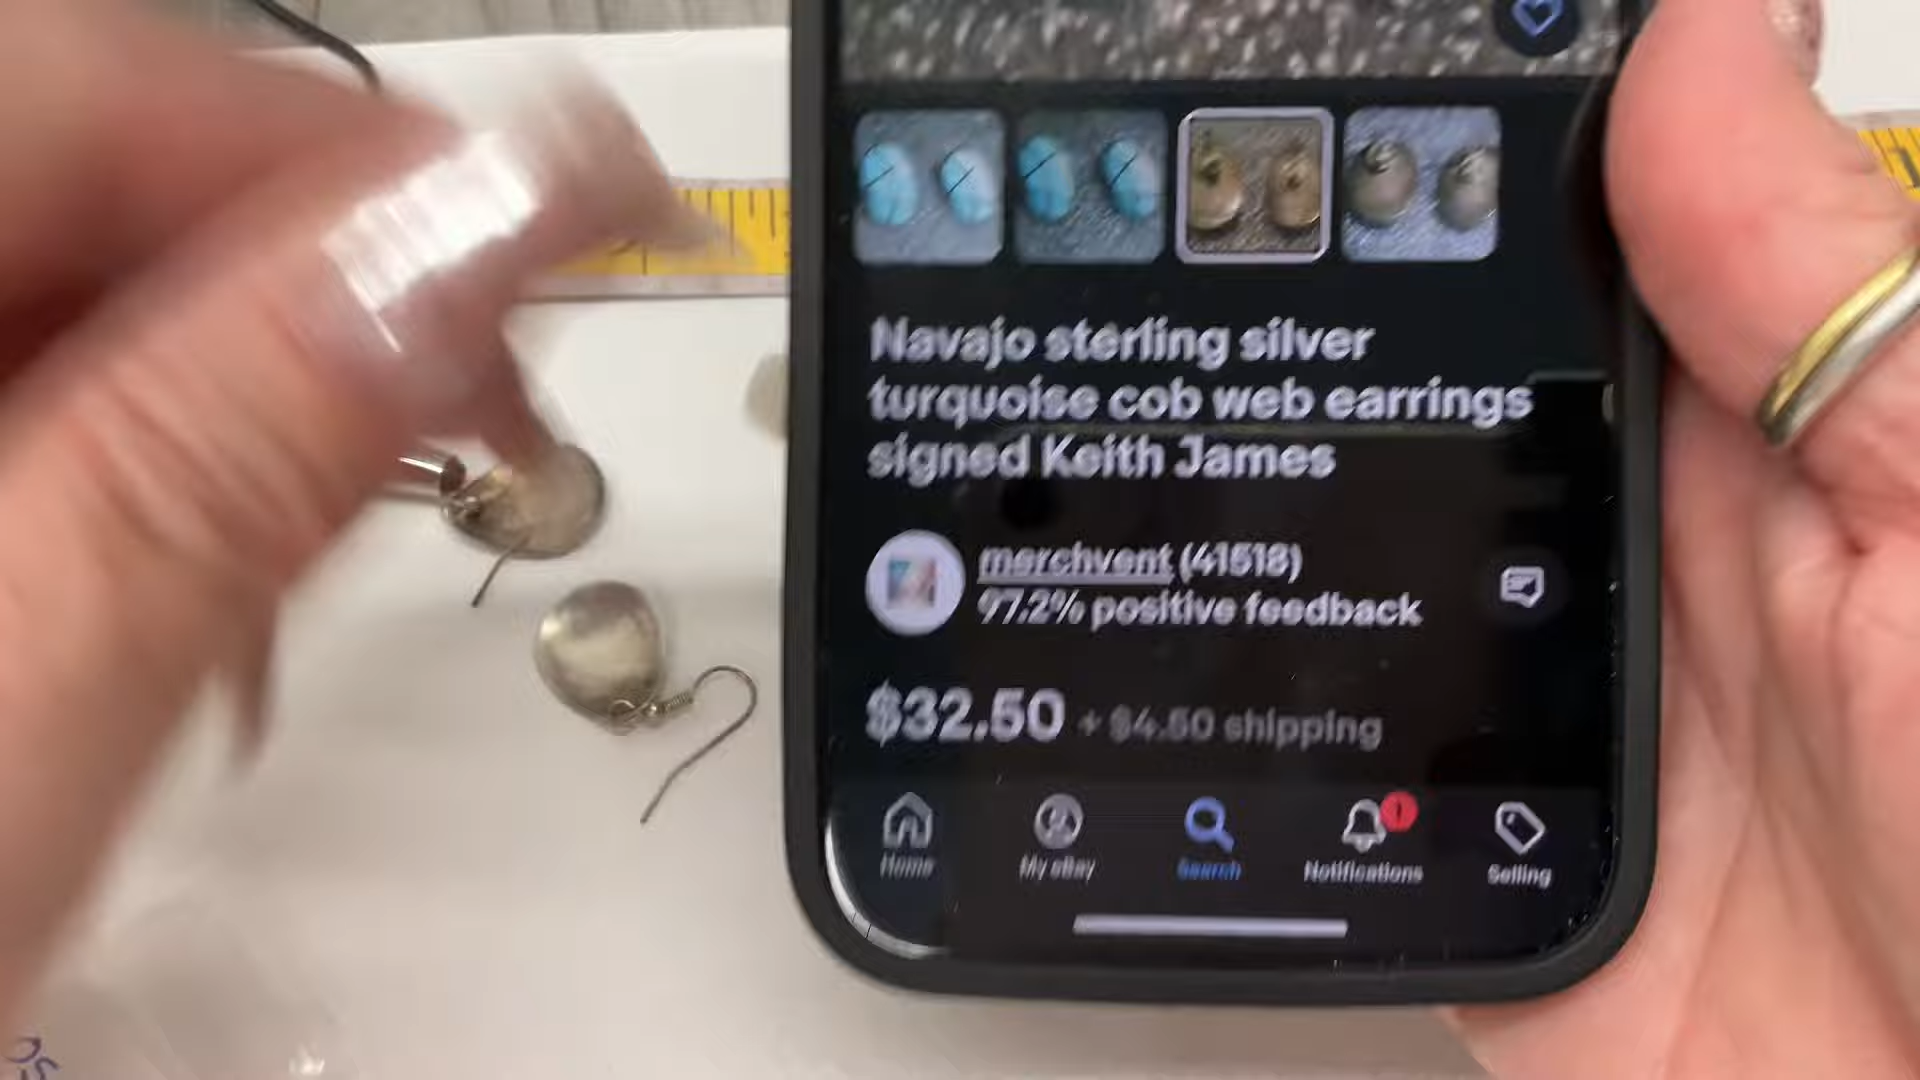 Navajo sterling silver
turquoise cob web earrings
signed Keith James
merchvent (41518)
97.2% positive feedback
$32.50 + $4.50 shipping
Home
My eBay
Search
Notifications
Selling